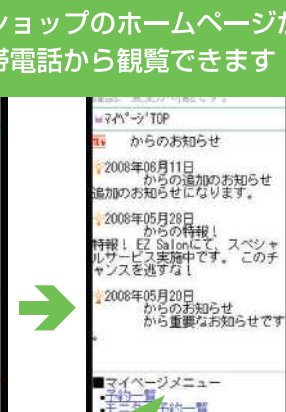 ショップのホームページが
帯電話から観覧できます
ﾏｲﾍﾟｰｼﾞTOP
からのお知らせ
2008年06月11日
からの追加のお知らせ
追加のお知らせになります。
2008年05月28日
からの特報!
特報! EZ Salonにて、スペシャ
ルサービス実施中です。 このチ
ャンスを逃すな!
2008年05月20日
からのお知らせ
から重要なお知らせです
。
■マイページメニュー
・予約一覧